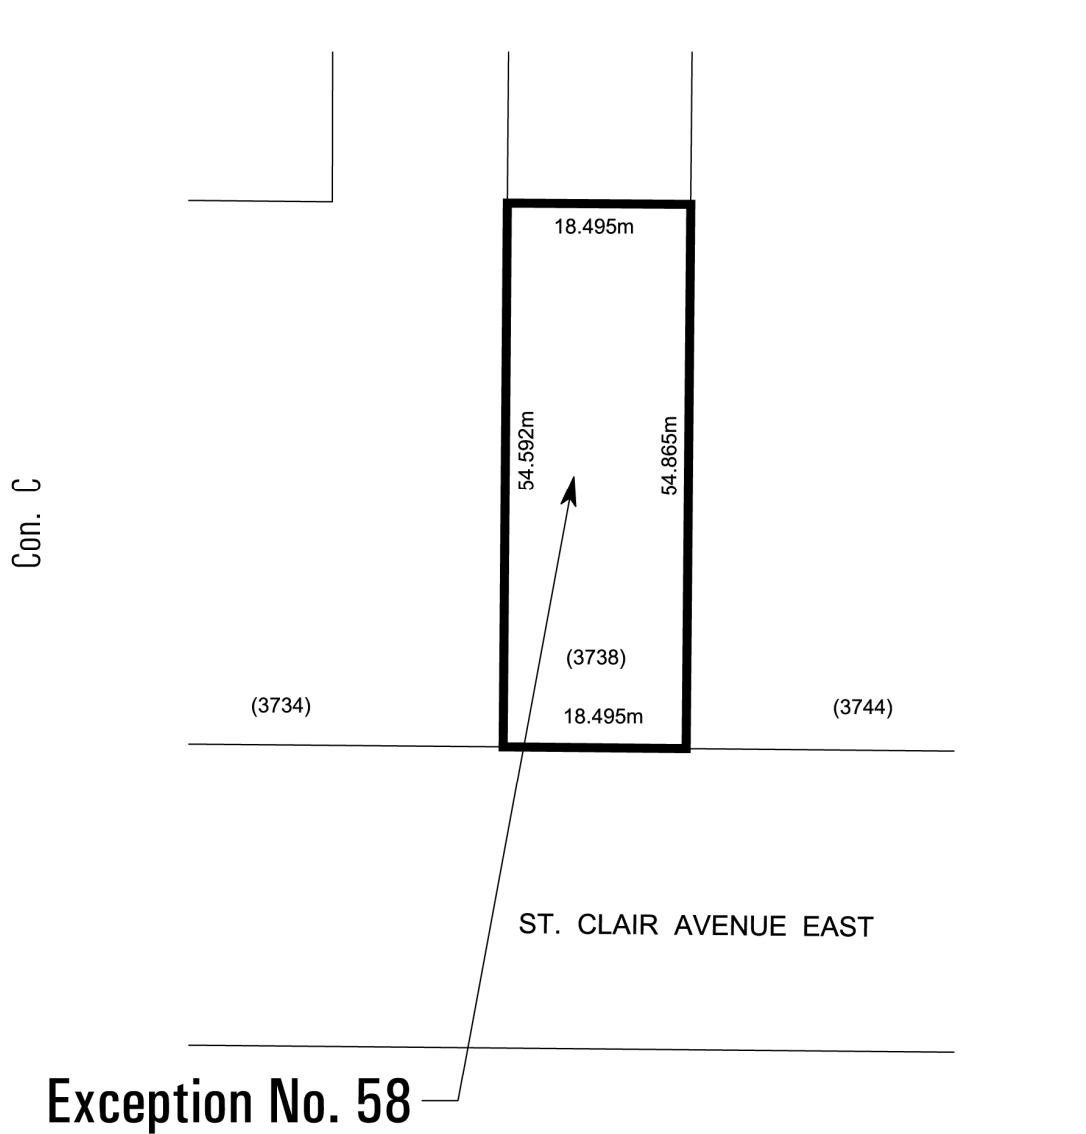 18.495m
54.592m
54.865m
Con. C
(3738)
(3734)
18.495m
(3744)
ST. CLAIR AVENUE EAST
Exception No. 58